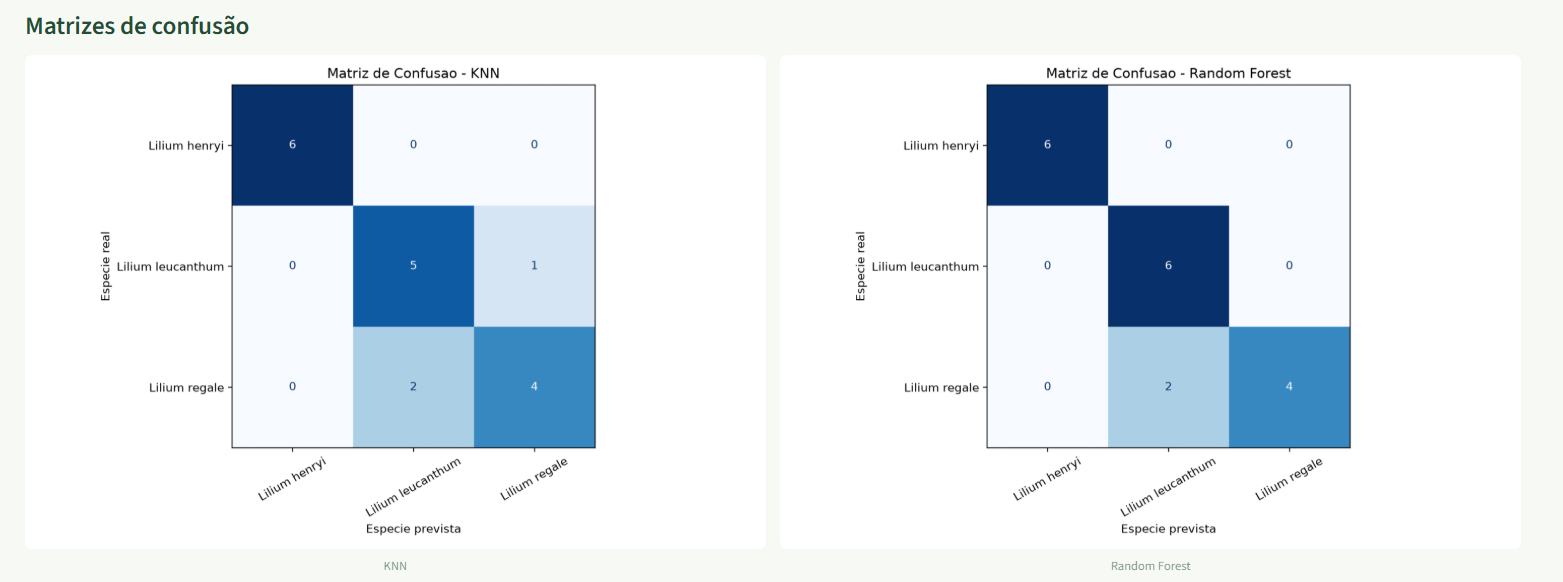 Matrizes de confusão
Matriz de Confusao - KNN
Especie real
Lilium henryi
6 0 0
Lilium leucanthum
0 5 1
Lilium regale
0 2 4
Lilium henryi
Lilium leucanthum
Lilium regale
Especie prevista
KNN
Matriz de Confusao - Random Forest
Especie real
Lilium henryi
6 0 0
Lilium leucanthum
0 6 0
Lilium regale
0 2 4
Lilium henryi
Lilium leucanthum
Lilium regale
Especie prevista
Random Forest